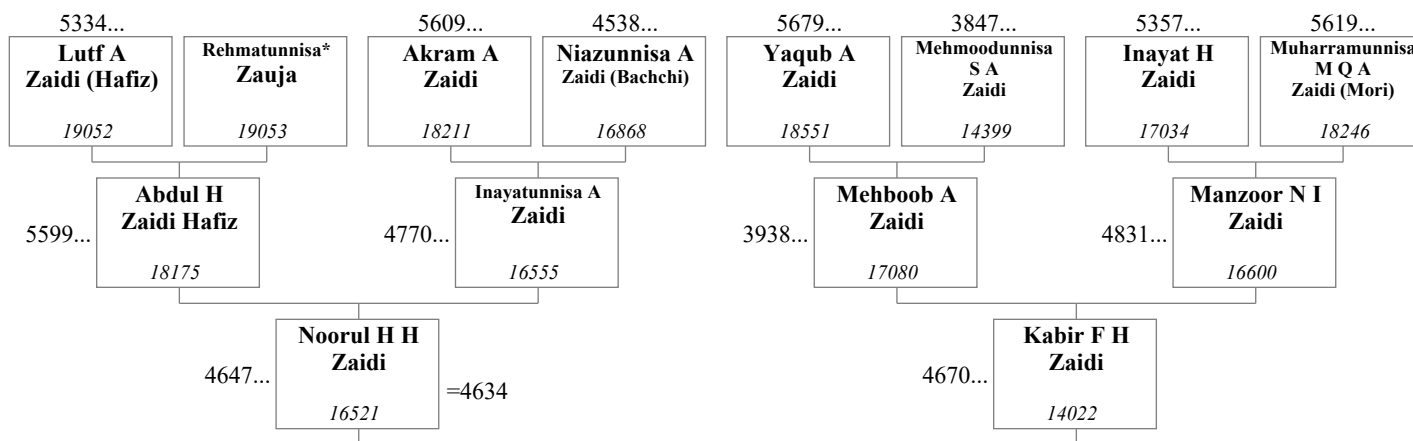 5334...
5609...
4538...
5679...
3847...
5357...
5619...
Lutf A
Zaidi (Hafiz)
19052
Rehmatunnisa*
Zauja
19053
Akram A
Zaidi
18211
Niazunnisa A
Zaidi (Bachchi)
16868
Yaqub A
Zaidi
18551
Mehmoodunnisa
S A
Zaidi
14399
Inayat H
Zaidi
17034
Muharramunnisa
M Q A
Zaidi (Mori)
18246
5599...
Abdul H
Zaidi Hafiz
18175
4770...
Inayatunnisa A
Zaidi
16555
3938...
Mehboob A
Zaidi
17080
4831...
Manzoor N I
Zaidi
16600
4647...
Noorul H H
Zaidi
16521
=4634
4670...
Kabir F H
Zaidi
14022